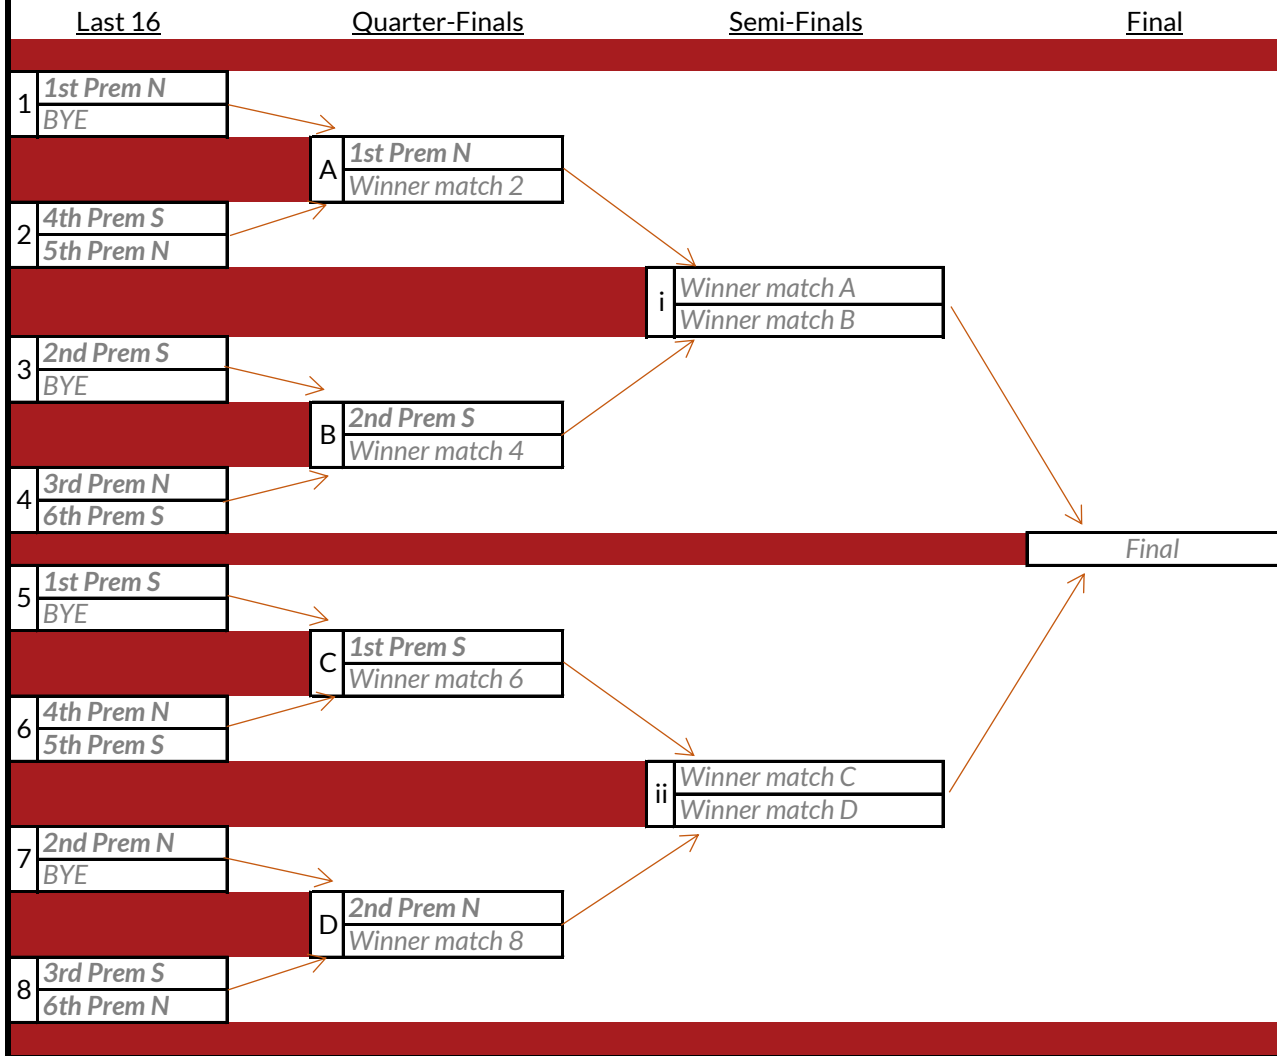 Last 16
Quarter-Finals
Semi-Finals
Final
1
1st Prem N
BYE
A
1st Prem N
Winner match 2
2
4th Prem S
5th Prem N
i
Winner match A
Winner match B
3
2nd Prem S
BYE
B
2nd Prem S
Winner match 4
4
3rd Prem N
6th Prem S
Final
5
1st Prem S
BYE
C
1st Prem S
Winner match 6
6
4th Prem N
5th Prem S
ii
Winner match C
Winner match D
7
2nd Prem N
BYE
D
2nd Prem N
Winner match 8
8
3rd Prem S
6th Prem N